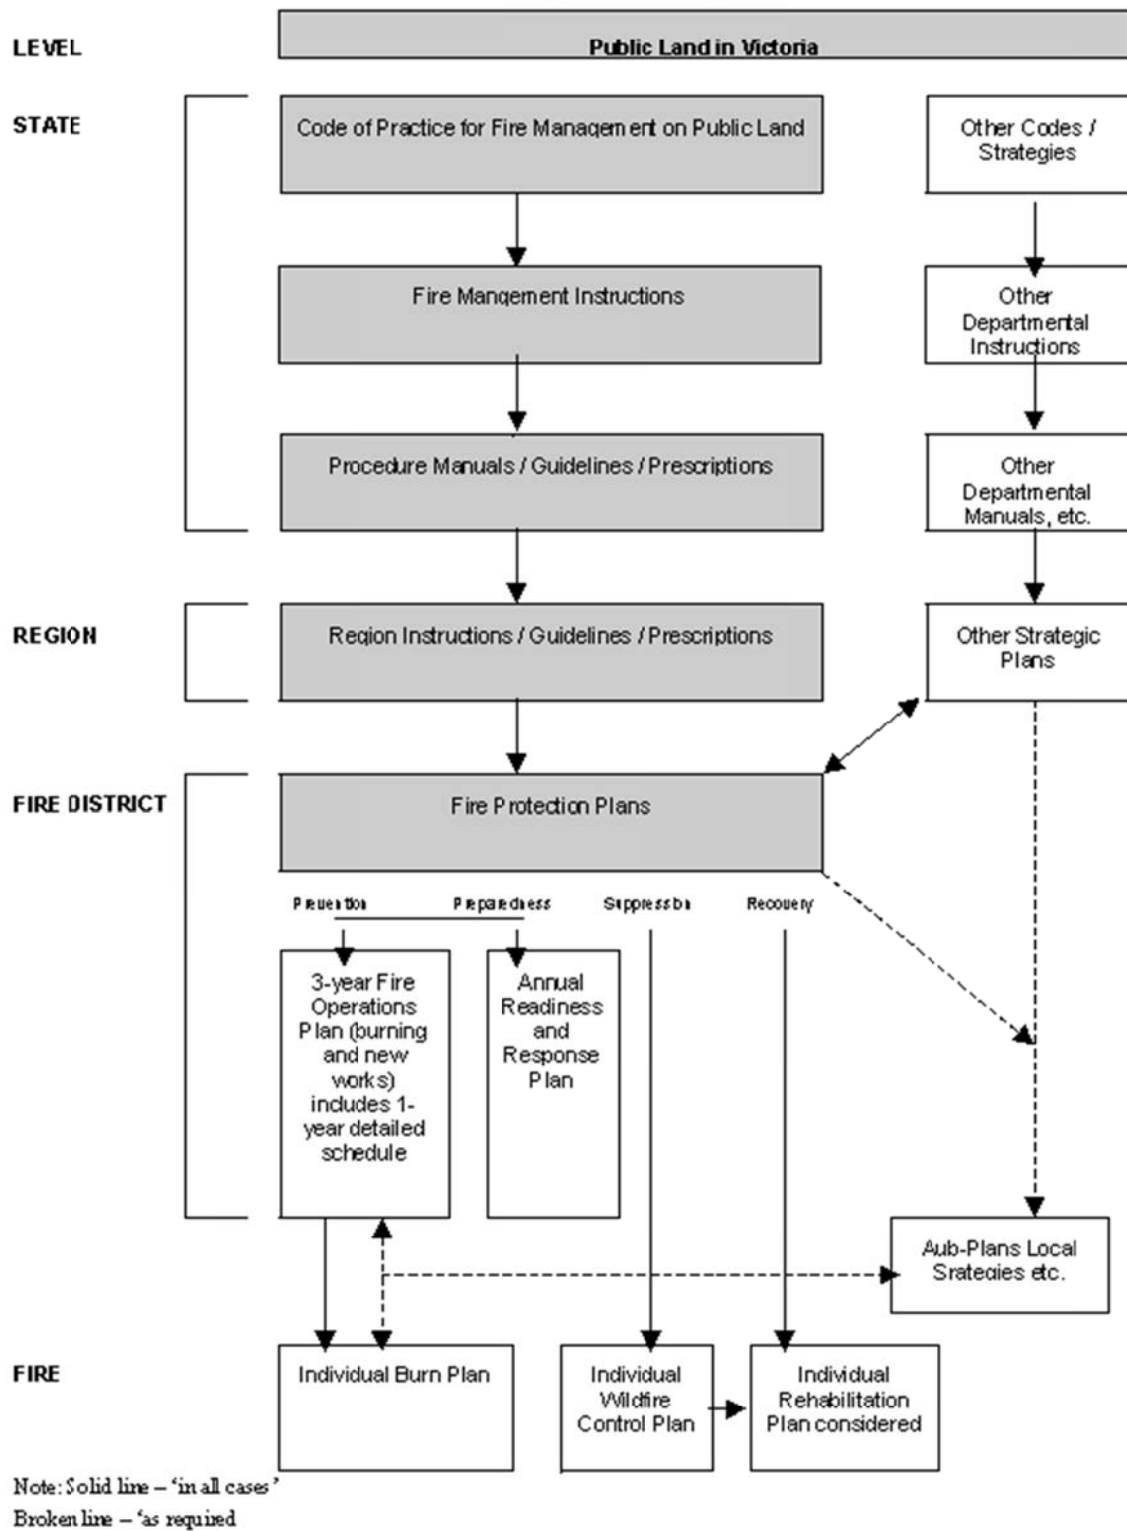 LEVEL
Public Land in Victoria
STATE
Code of Practice for Fire Management on Public Land
Other Codes /
Strategies
Fire Mangement Instructions
Other
Departmental
Instructions
Procedure Manuals / Guidelines / Prescriptions
Other
Departmental
Manuals, etc.
REGION
Region Instructions / Guidelines / Prescriptions
Other Strategic
Plans
FIRE DISTRICT
Fire Protection Plans
Prevention
Preparedness
Suppression
Recovery
3-year Fire
Operations
Plan (burning
and new
works)
includes 1-
year detailed
schedule
Annual
Readiness
and
Response
Plan
Aub-Plans Local
Srategies etc.
FIRE
Individual Burn Plan
Individual
Wildfire
Control Plan
Individual
Rehabilitation
Plan considered
Note: Solid line – ‘in all cases’
Broken line – ‘as required